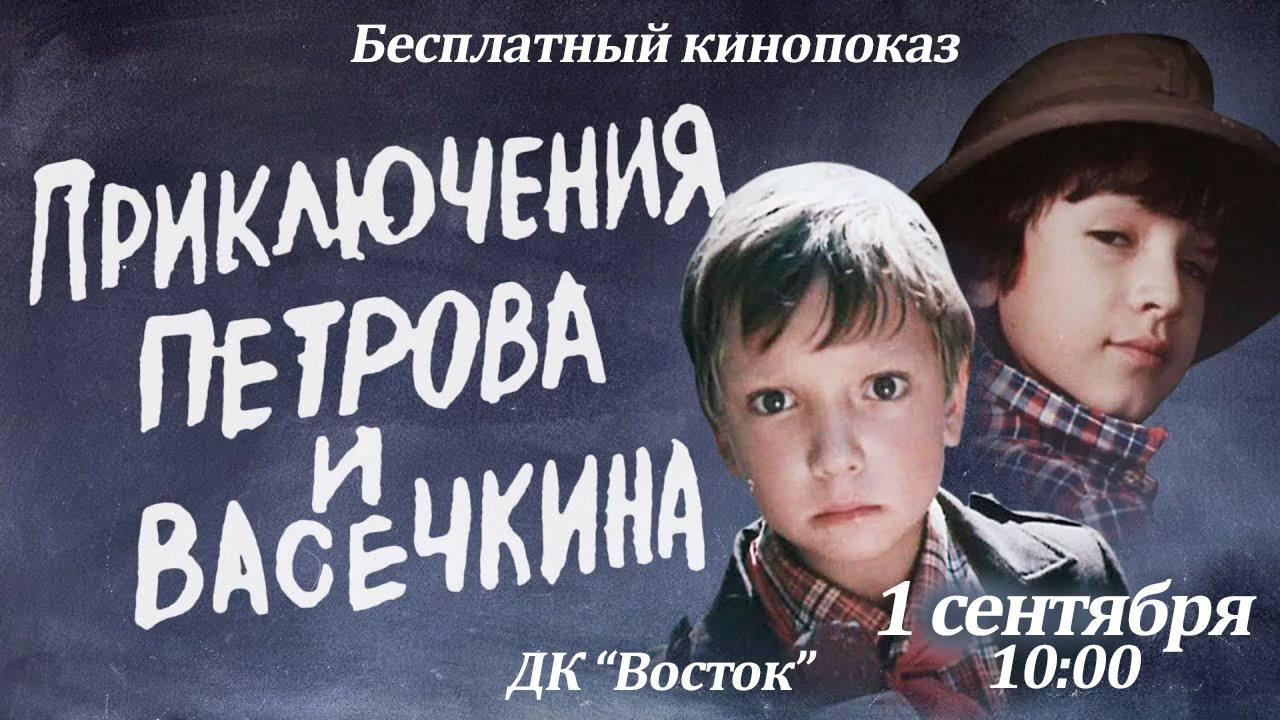 Бесплатный кинопоказ
ПРИКЛЮЧЕНИЯ
ПЕТРОВА
И
ВАСЕЧКИНА
1 сентября
ДК “Восток”
10:00